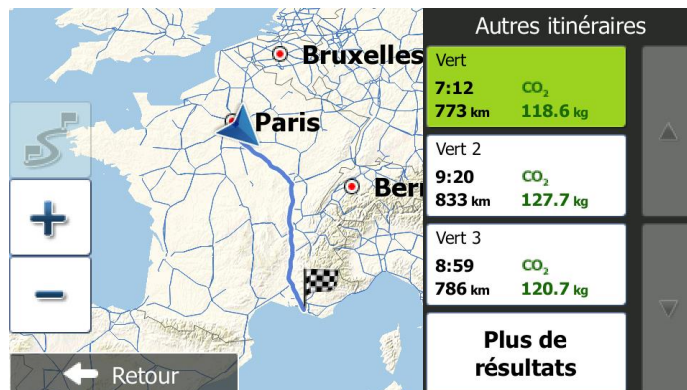 Bruxelles
Paris
Ber
Retour
Autres itinéraires
Vert
7:12 CO₂
773 km 118.6 kg
Vert 2
9:20 CO₂
833 km 127.7 kg
Vert 3
8:59 CO₂
786 km 120.7 kg
Plus de
résultats